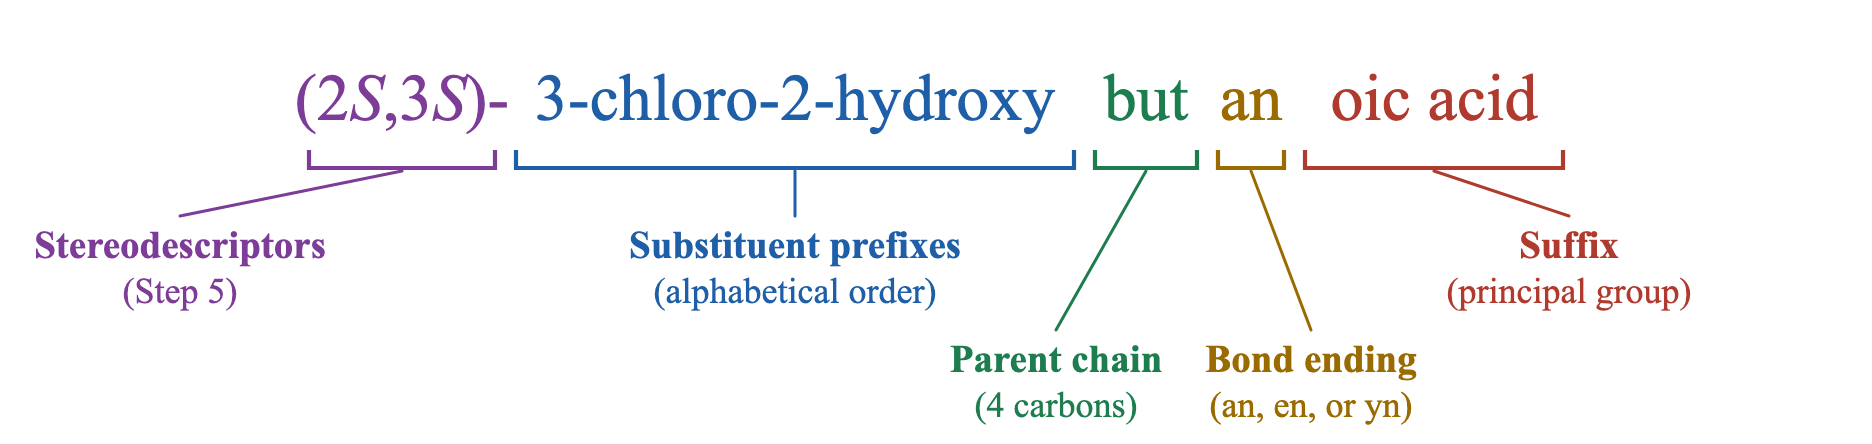 (2S,3S)- 3-chloro-2-hydroxy but an oic acid
Stereodescriptors
(Step 5)
Substituent prefixes
(alphabetical order)
Suffix
(principal group)
Parent chain
(4 carbons)
Bond ending
(an, en, or yn)